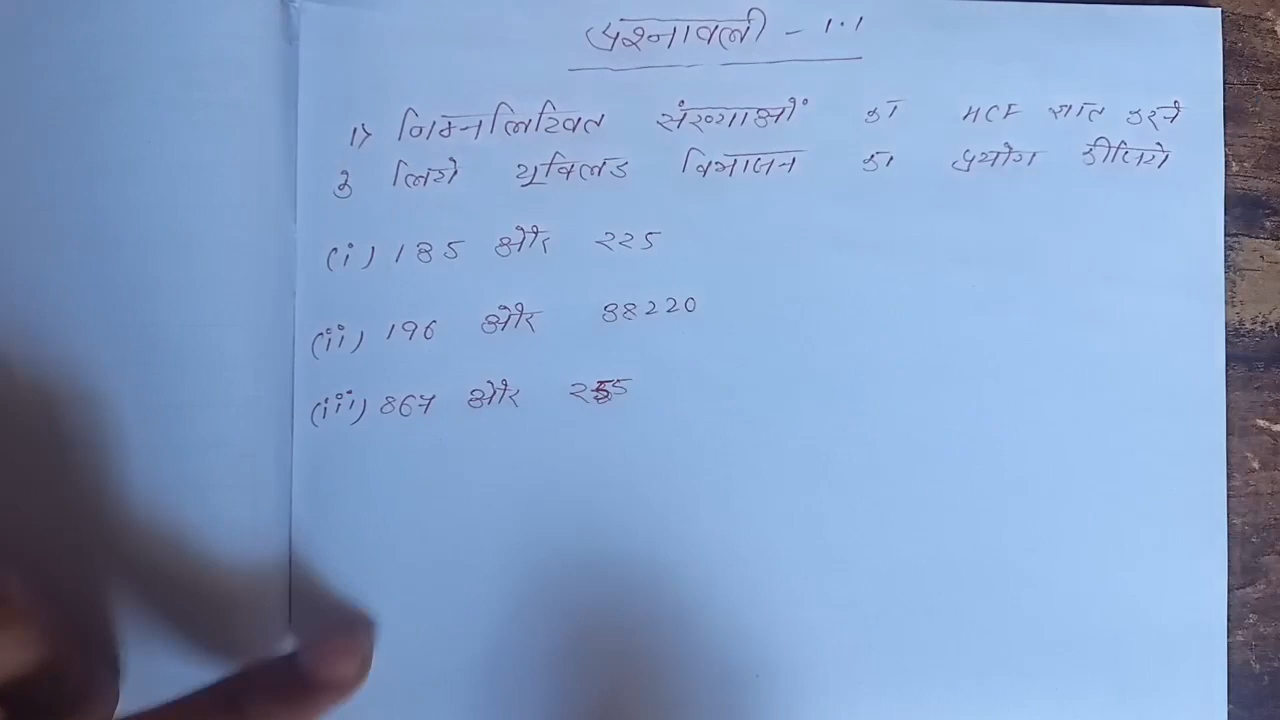 प्रश्नावली - 1.1
1) निम्नलिखित संख्याओं का HCF ज्ञात करने
के लिये यूक्लिड विभाजन का प्रयोग कीजिये
(i) 135 और 225
(ii) 196 और 38220
(iii) 867 और 255